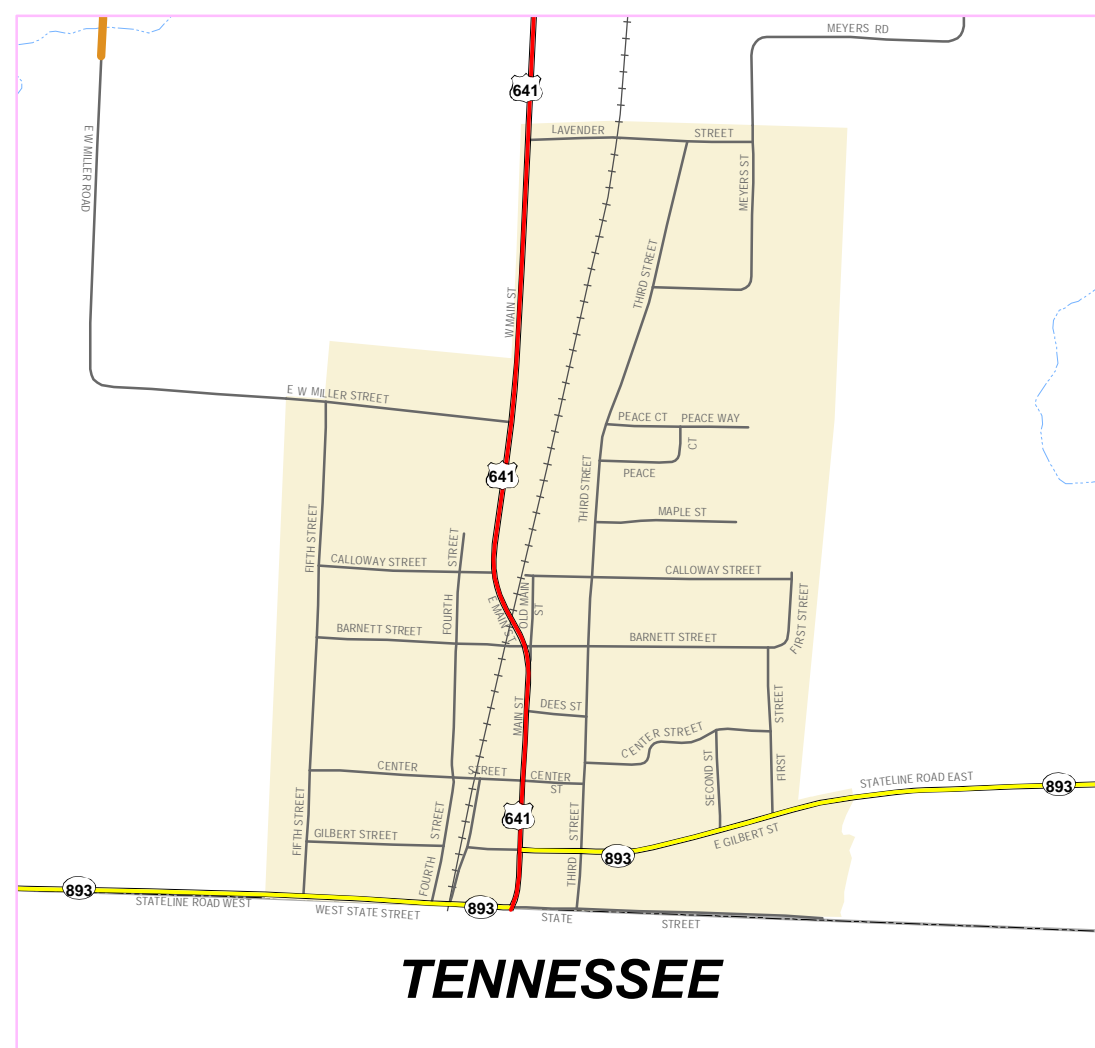 MEYERS RD
641
LAVENDER
STREET
E W MILLER ROAD
MEYERS ST
THIRD STREET
W MAIN ST
E W MILLER STREET
PEACE CT
PEACE WAY
CT
PEACE
641
THIRD STREET
MAPLE ST
FIFTH STREET
STREET
CALLOWAY STREET
CALLOWAY STREET
OLD MAIN
ST
E MAIN ST
FOURTH
FIRST STREET
BARNETT STREET
BARNETT STREET
DEES ST
MAIN ST
STREET
CENTER STREET
CENTER
STREET
CENTER
ST
SECOND ST
FIRST
STATELINE ROAD EAST
893
FIFTH STREET
STREET
641
STREET
GILBERT STREET
E GILBERT ST
893
FOURTH
THIRD
893
STATELINE ROAD WEST
893
WEST STATE STREET
STATE
STREET
TENNESSEE